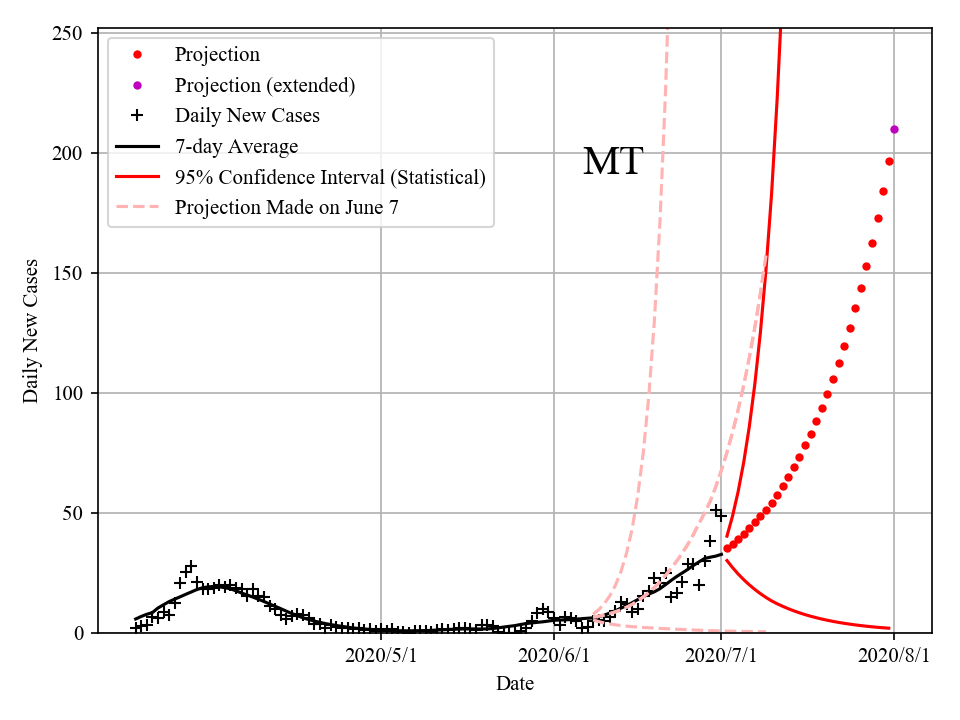 250
200
150
100
50
0
Daily New Cases
Projection
Projection (extended)
Daily New Cases
7-day Average
95% Confidence Interval (Statistical)
Projection Made on June 7
MT
2020/5/1 2020/6/1 2020/7/1 2020/8/1
Date